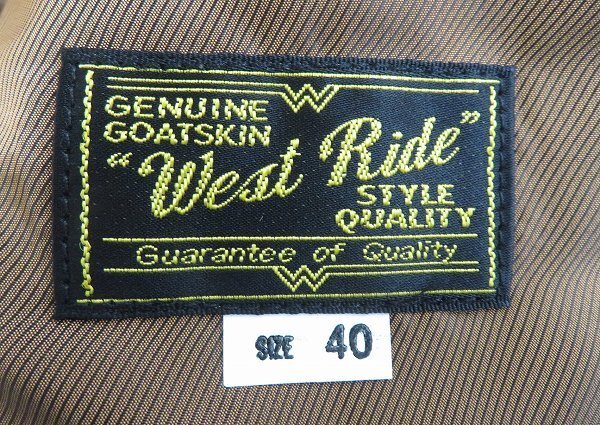 GENUINE
GOATSKIN
"West Ride"
STYLE
QUALITY
Guarantee of Quality
SIZE 40